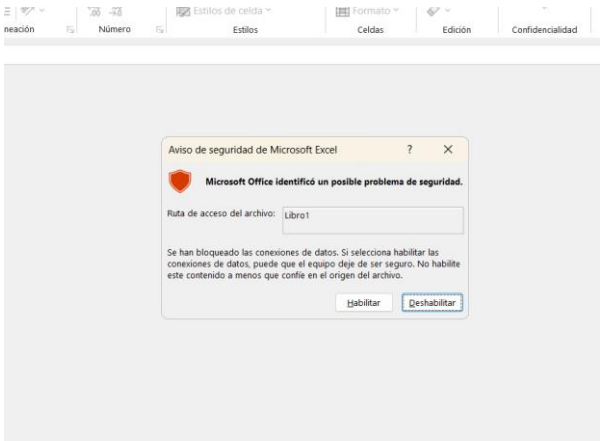 Estilos de celda
Formato
neación
Número
Estilos
Celdas
Edición
Confidencialidad
Aviso de seguridad de Microsoft Excel ? X
Microsoft Office identificó un posible problema de seguridad.
Ruta de acceso del archivo: Libro1
Se han bloqueado las conexiones de datos. Si selecciona habilitar las
conexiones de datos, puede que el equipo deje de ser seguro. No habilite
este contenido a menos que confíe en el origen del archivo.
Habilitar
Deshabilitar